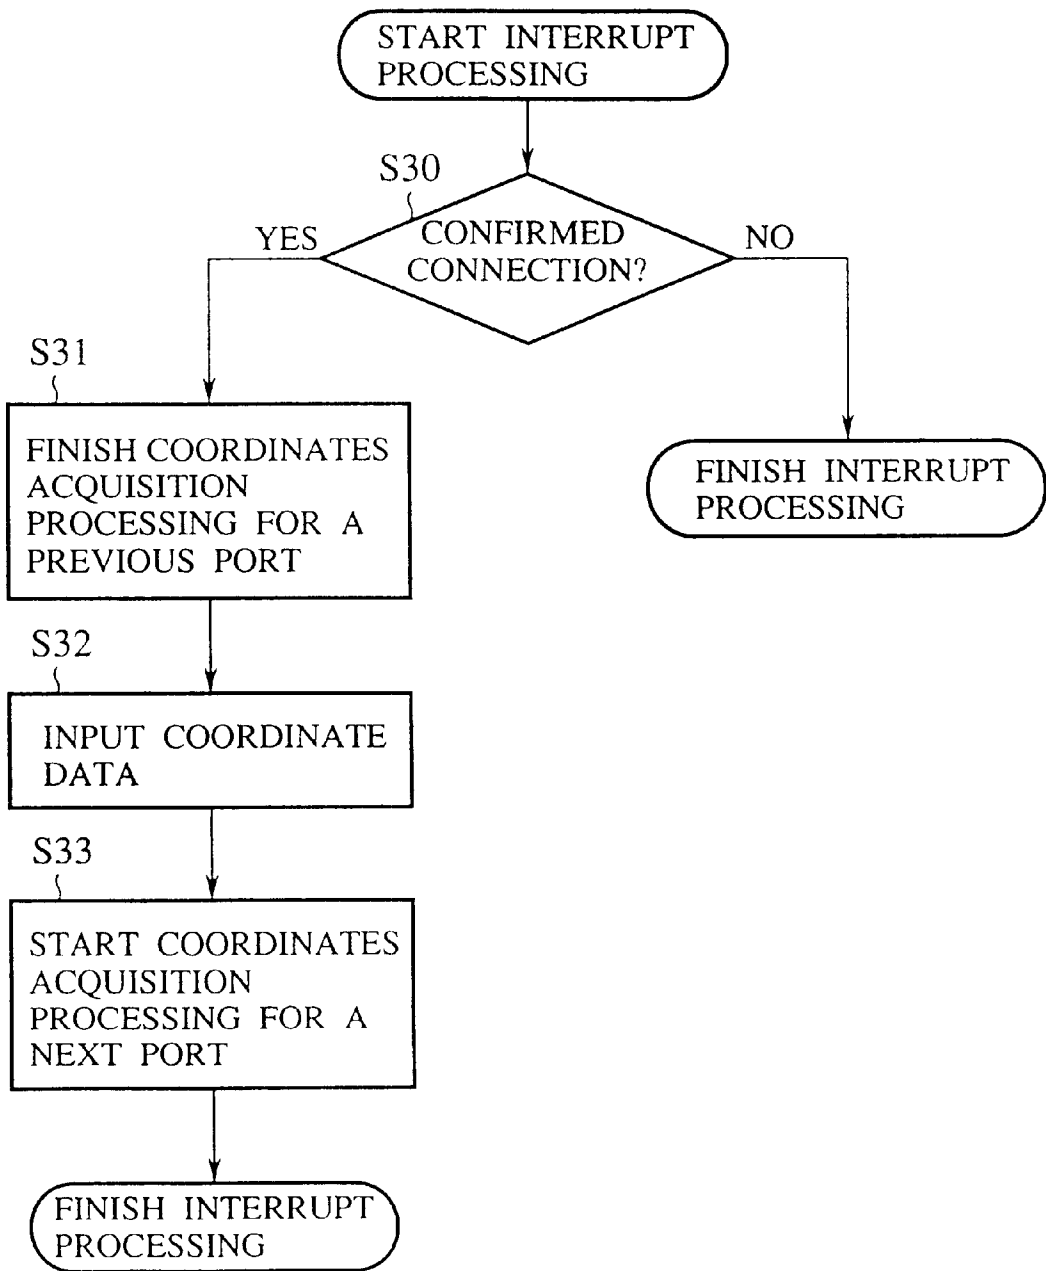 START INTERRUPT
PROCESSING
S30
YES
CONFIRMED
CONNECTION?
NO
S31
FINISH COORDINATES
ACQUISITION
PROCESSING FOR A
PREVIOUS PORT
FINISH INTERRUPT
PROCESSING
S32
INPUT COORDINATE
DATA
S33
START COORDINATES
ACQUISITION
PROCESSING FOR A
NEXT PORT
FINISH INTERRUPT
PROCESSING